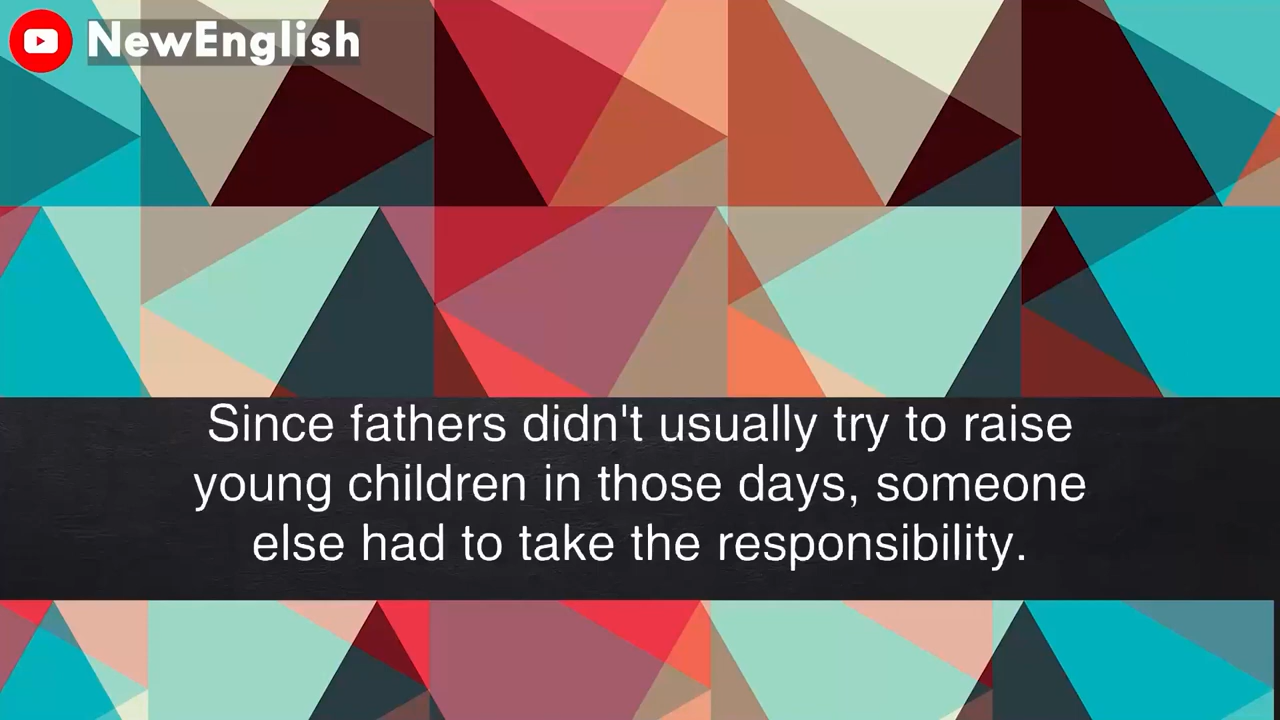 NewEnglish
Since fathers didn't usually try to raise
young children in those days, someone
else had to take the responsibility.